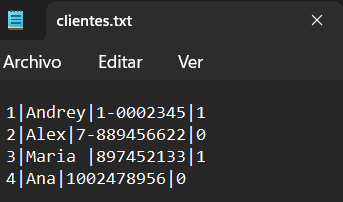 clientes.txt
Archivo Editar Ver
1|Andrey|1-0002345|1
2|Alex|7-889456622|0
3|Maria |897452133|1
4|Ana|1002478956|0